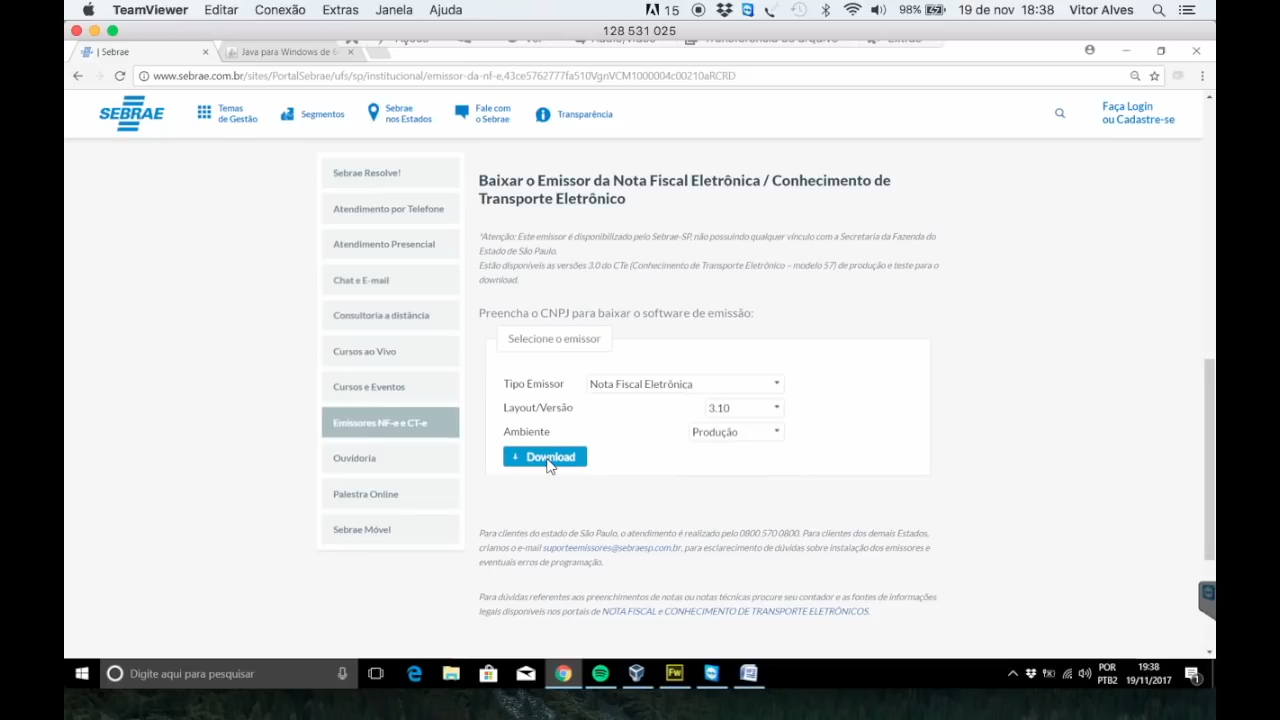 TeamViewer Editar Conexão Extras Janela Ajuda 15 98% 19 de nov 18:38 Vitor Alves
128 531 025
| Sebrae Java para Windows de 6
www.sebrae.com.br/sites/PortalSebrae/ufs/sp/institucional/emissor-da-nf-e,43ce5762777fa510VgnVCM1000004c00210aRCRD
SEBRAE
Temas
de Gestão
Segmentos
Sebrae
nos Estados
Fale com
o Sebrae
Transparência
Faça Login
ou Cadastre-se
Sebrae Resolve!
Atendimento por Telefone
Atendimento Presencial
Chat e E-mail
Consultoria a distância
Cursos ao Vivo
Cursos e Eventos
Emissores NF-e e CT-e
Ouvidoria
Palestra Online
Sebrae Móvel
Baixar o Emissor da Nota Fiscal Eletrônica / Conhecimento de
Transporte Eletrônico
*Atenção: Este emissor é disponibilizado pelo Sebrae-SP, não possuindo qualquer vínculo com a Secretaria da Fazenda do
Estado de São Paulo.
Estão disponíveis as versões 3.0 do CTe (Conhecimento de Transporte Eletrônico – modelo 57) de produção e teste para o
download.
Preencha o CNPJ para baixar o software de emissão:
Selecione o emissor
Tipo Emissor Nota Fiscal Eletrônica
Layout/Versão 3.10
Ambiente Produção
Download
Para clientes do estado de São Paulo, o atendimento é realizado pelo 0800 570 0800. Para clientes dos demais Estados,
criamos o e-mail suporteemissores@sebraesp.com.br, para esclarecimento de dúvidas sobre instalação dos emissores e
eventuais erros de programação.
Para dúvidas referentes aos preenchimentos de notas ou notas técnicas procure seu contador e as fontes de informações
legais disponíveis nos portais de NOTA FISCAL e CONHECIMENTO DE TRANSPORTE ELETRÔNICOS.
Digite aqui para pesquisar
Fw
POR 19:38
PTB2 19/11/2017
1